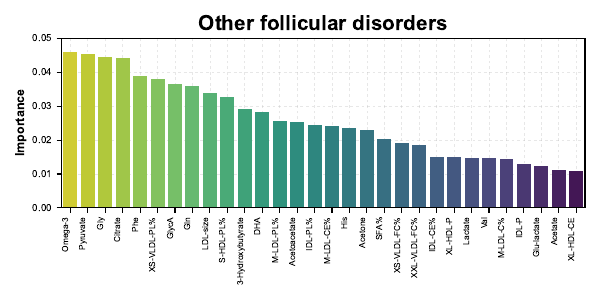 Other follicular disorders
Importance
0.05
0.04
0.03
0.02
0.01
0.00
Omega-3
Pyruvate
Gly
Citrate
Phe
XS-VLDL-PL%
GlycA
Gln
LDL-size
S-HDL-PL%
3-Hydroxybutyrate
DHA
M-LDL-PL%
Acetoacetate
IDL-PL%
M-LDL-CE%
His
Acetone
SFA%
XS-VLDL-FC%
XXL-VLDL-FC%
IDL-CE%
XL-HDL-P
Lactate
Val
M-LDL-C%
IDL-P
Glu-lactate
Acetate
XL-HDL-CE